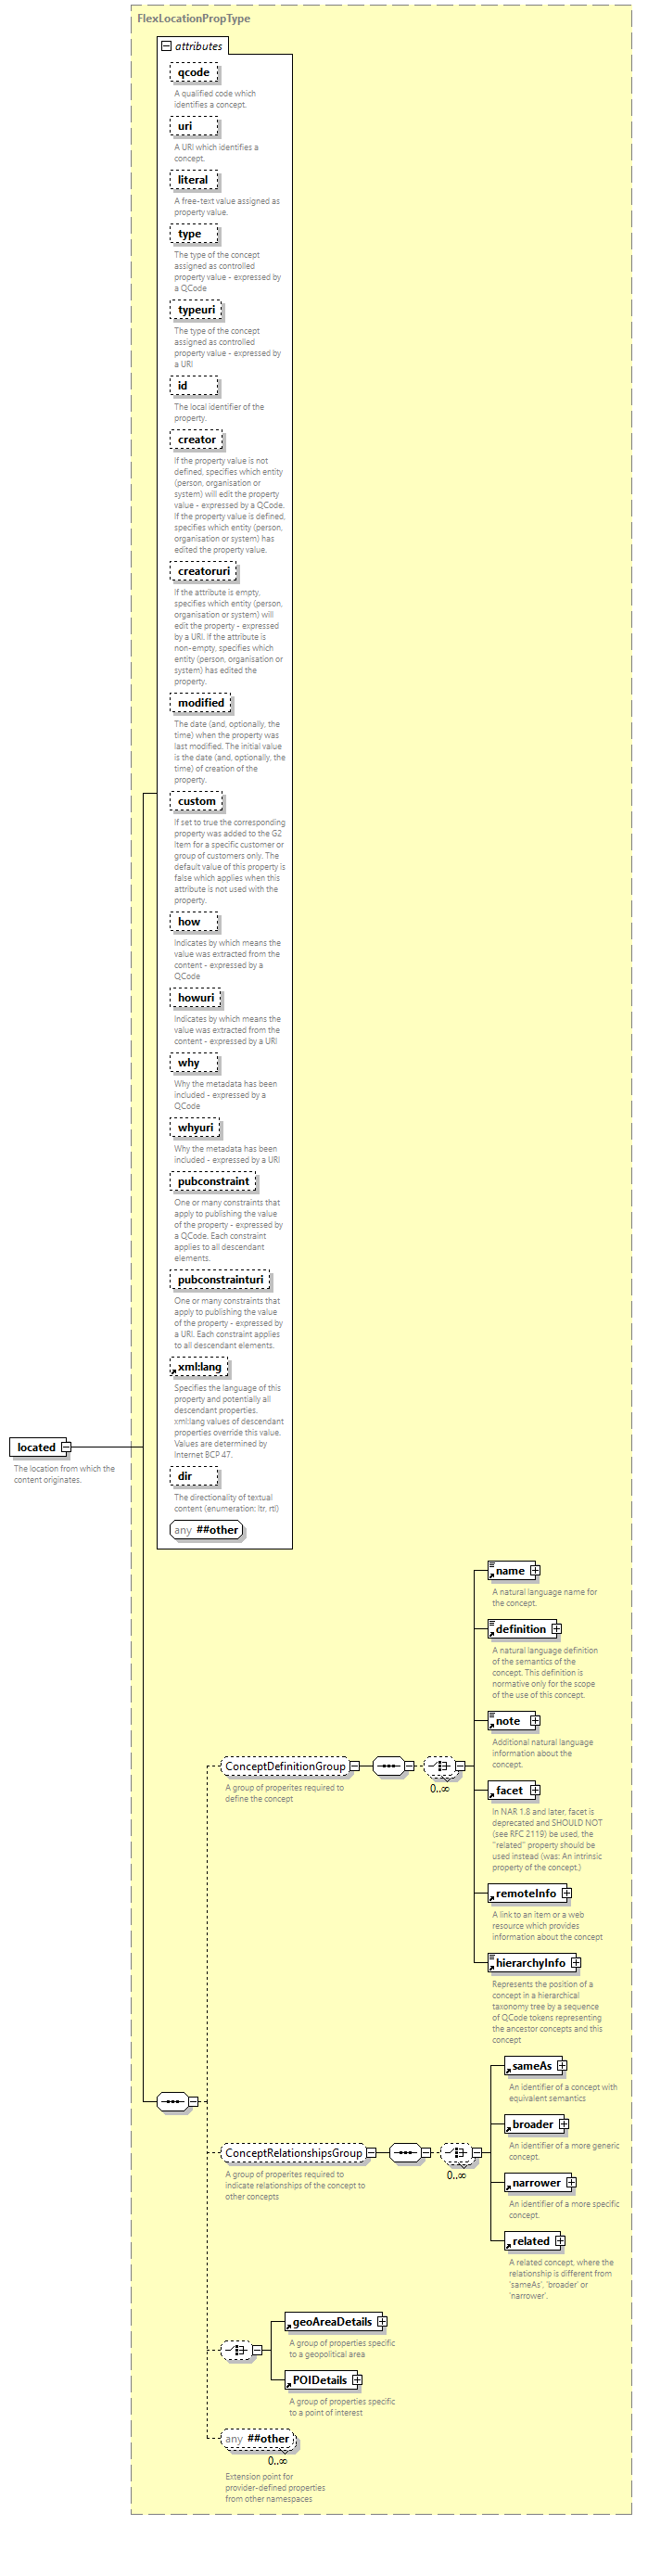 FlexLocationPropType
attributes
qcode
A qualified code which
identifies a concept.
uri
A URI which identifies a
concept.
literal
A free-text value assigned as
property value.
type
The type of the concept
assigned as controlled
property value - expressed by
a QCode
typeuri
The type of the concept
assigned as controlled
property value - expressed by
a URI
id
The local identifier of the
property.
creator
If the property value is not
defined, specifies which entity
(person, organisation or
system) will edit the property
value - expressed by a QCode.
If the property value is defined,
specifies which entity (person,
organisation or system) has
edited the property value.
creatoruri
If the attribute is empty,
specifies which entity (person,
organisation or system) will
edit the property - expressed
by a URI. If the attribute is
non-empty, specifies which
entity (person, organisation or
system) has edited the
property.
modified
The date (and, optionally, the
time) when the property was
last modified. The initial value
is the date (and, optionally, the
time) of creation of the
property.
custom
If set to true the corresponding
property was added to the G2
Item for a specific customer or
group of customers only. The
default value of this property is
false which applies when this
attribute is not used with the
property.
how
Indicates by which means the
value was extracted from the
content - expressed by a
QCode
howuri
Indicates by which means the
value was extracted from the
content - expressed by a URI
why
Why the metadata has been
included - expressed by a
QCode
whyuri
Why the metadata has been
included - expressed by a URI
pubconstraint
One or many constraints that
apply to publishing the value
of the property - expressed by
a QCode. Each constraint
applies to all descendant
elements.
pubconstrainturi
One or many constraints that
apply to publishing the value
of the property - expressed by
a URI. Each constraint applies
to all descendant elements.
xml:lang
Specifies the language of this
property and potentially all
descendant properties.
xml:lang values of descendant
properties override this value.
Values are determined by
Internet BCP 47.
located
The location from which the
content originates.
dir
The directionality of textual
content (enumeration: ltr, rtl)
any ##other
name
A natural language name for
the concept.
definition
A natural language definition
of the semantics of the
concept. This definition is
normative only for the scope
of the use of this concept.
note
Additional natural language
information about the
concept.
ConceptDefinitionGroup
0..∞
A group of properites required to
define the concept
facet
In NAR 1.8 and later, facet is
deprecated and SHOULD NOT
(see RFC 2119) be used, the
"related" property should be
used instead (was: An intrinsic
property of the concept.)
remoteInfo
A link to an item or a web
resource which provides
information about the concept
hierarchyInfo
Represents the position of a
concept in a hierarchical
taxonomy tree by a sequence
of QCode tokens representing
the ancestor concepts and this
concept
sameAs
An identifier of a concept with
equivalent semantics
broader
An identifier of a more generic
concept.
ConceptRelationshipsGroup
0..∞
A group of properites required to
indicate relationships of the concept to
other concepts
narrower
An identifier of a more specific
concept.
related
A related concept, where the
relationship is different from
'sameAs', 'broader' or
'narrower'.
geoAreaDetails
A group of properties specific
to a geopolitical area
POIDetails
A group of properties specific
to a point of interest
any ##other
0..∞
Extension point for
provider-defined properties
from other namespaces